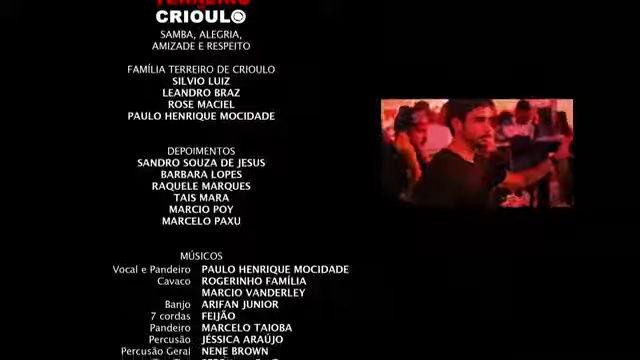 TERREIRO
CRIOULO
SAMBA, ALEGRIA,
AMIZADE E RESPEITO
FAMÍLIA TERREIRO DE CRIOULO
SILVIO LUIZ
LEANDRO BRAZ
ROSE MACIEL
PAULO HENRIQUE MOCIDADE
DEPOIMENTOS
SANDRO SOUZA DE JESUS
BARBARA LOPES
RAQUELE MARQUES
TAIS MARA
MARCIO POY
MARCELO PAXU
MÚSICOS
Vocal e Pandeiro PAULO HENRIQUE MOCIDADE
Cavaco ROGERINHO FAMÍLIA
MARCIO VANDERLEY
Banjo ARIFAN JUNIOR
7 cordas FEIJÃO
Pandeiro MARCELO TAIOBA
Percusão JÉSSICA ARAÚJO
Percusão Geral NENE BROWN